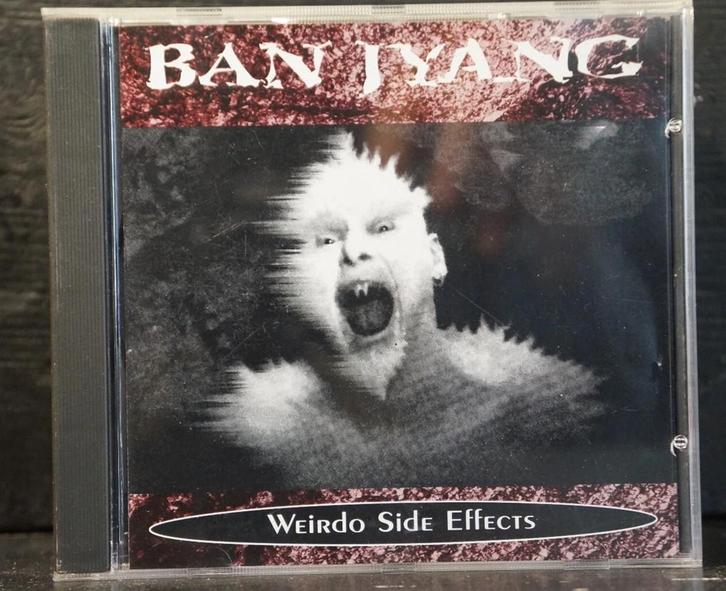 BAN JYANG
Weirdo Side Effects